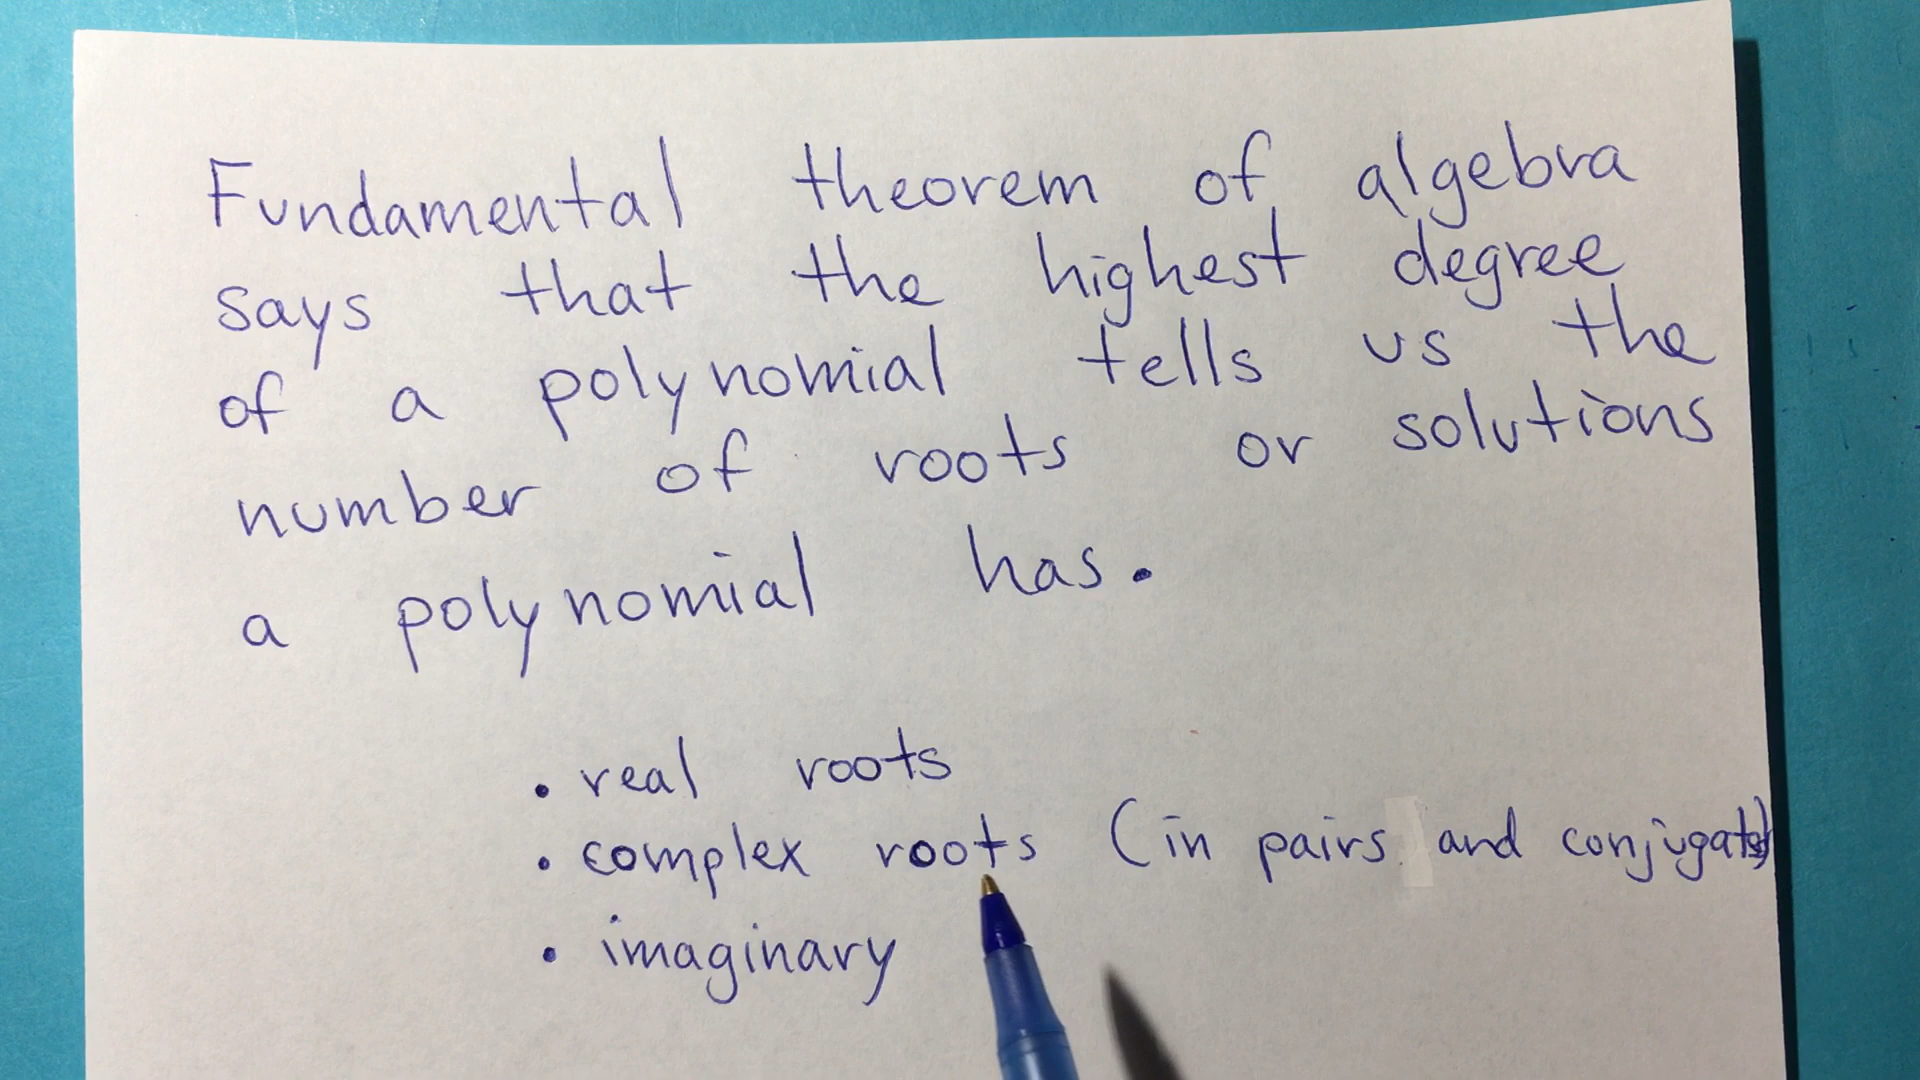 Fundamental theorem of algebra
says that the highest degree
of a polynomial tells us the
number of roots or solutions
a polynomial has.
• real roots
• complex roots (in pairs and conjugate)
• imaginary